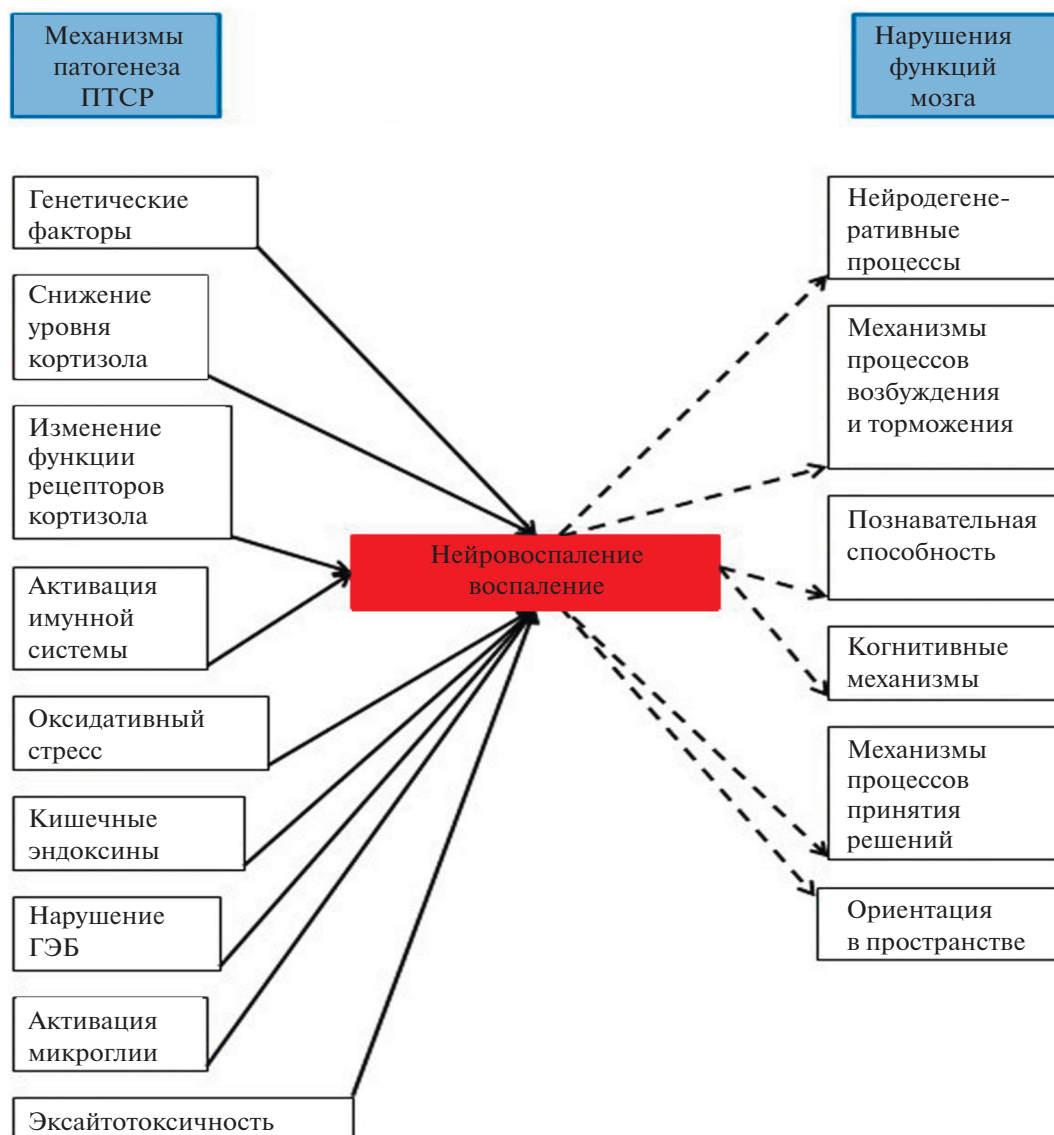 Механизмы
патогенеза
ПТСР
Нарушения
функций
мозга
Генетические
факторы
Снижение
уровня
кортизола
Изменение
функции
рецепторов
кортизола
Активация
имунной
системы
Оксидативный
стресс
Кишечные
эндоксины
Нарушение
ГЭБ
Активация
микроглии
Эксайтотоксичность
Нейровоспаление
воспаление
Нейродегене-
ративные
процессы
Механизмы
процессов
возбуждения
и торможения
Познавательная
способность
Когнитивные
механизмы
Механизмы
процессов
принятия
решений
Ориентация
в пространстве